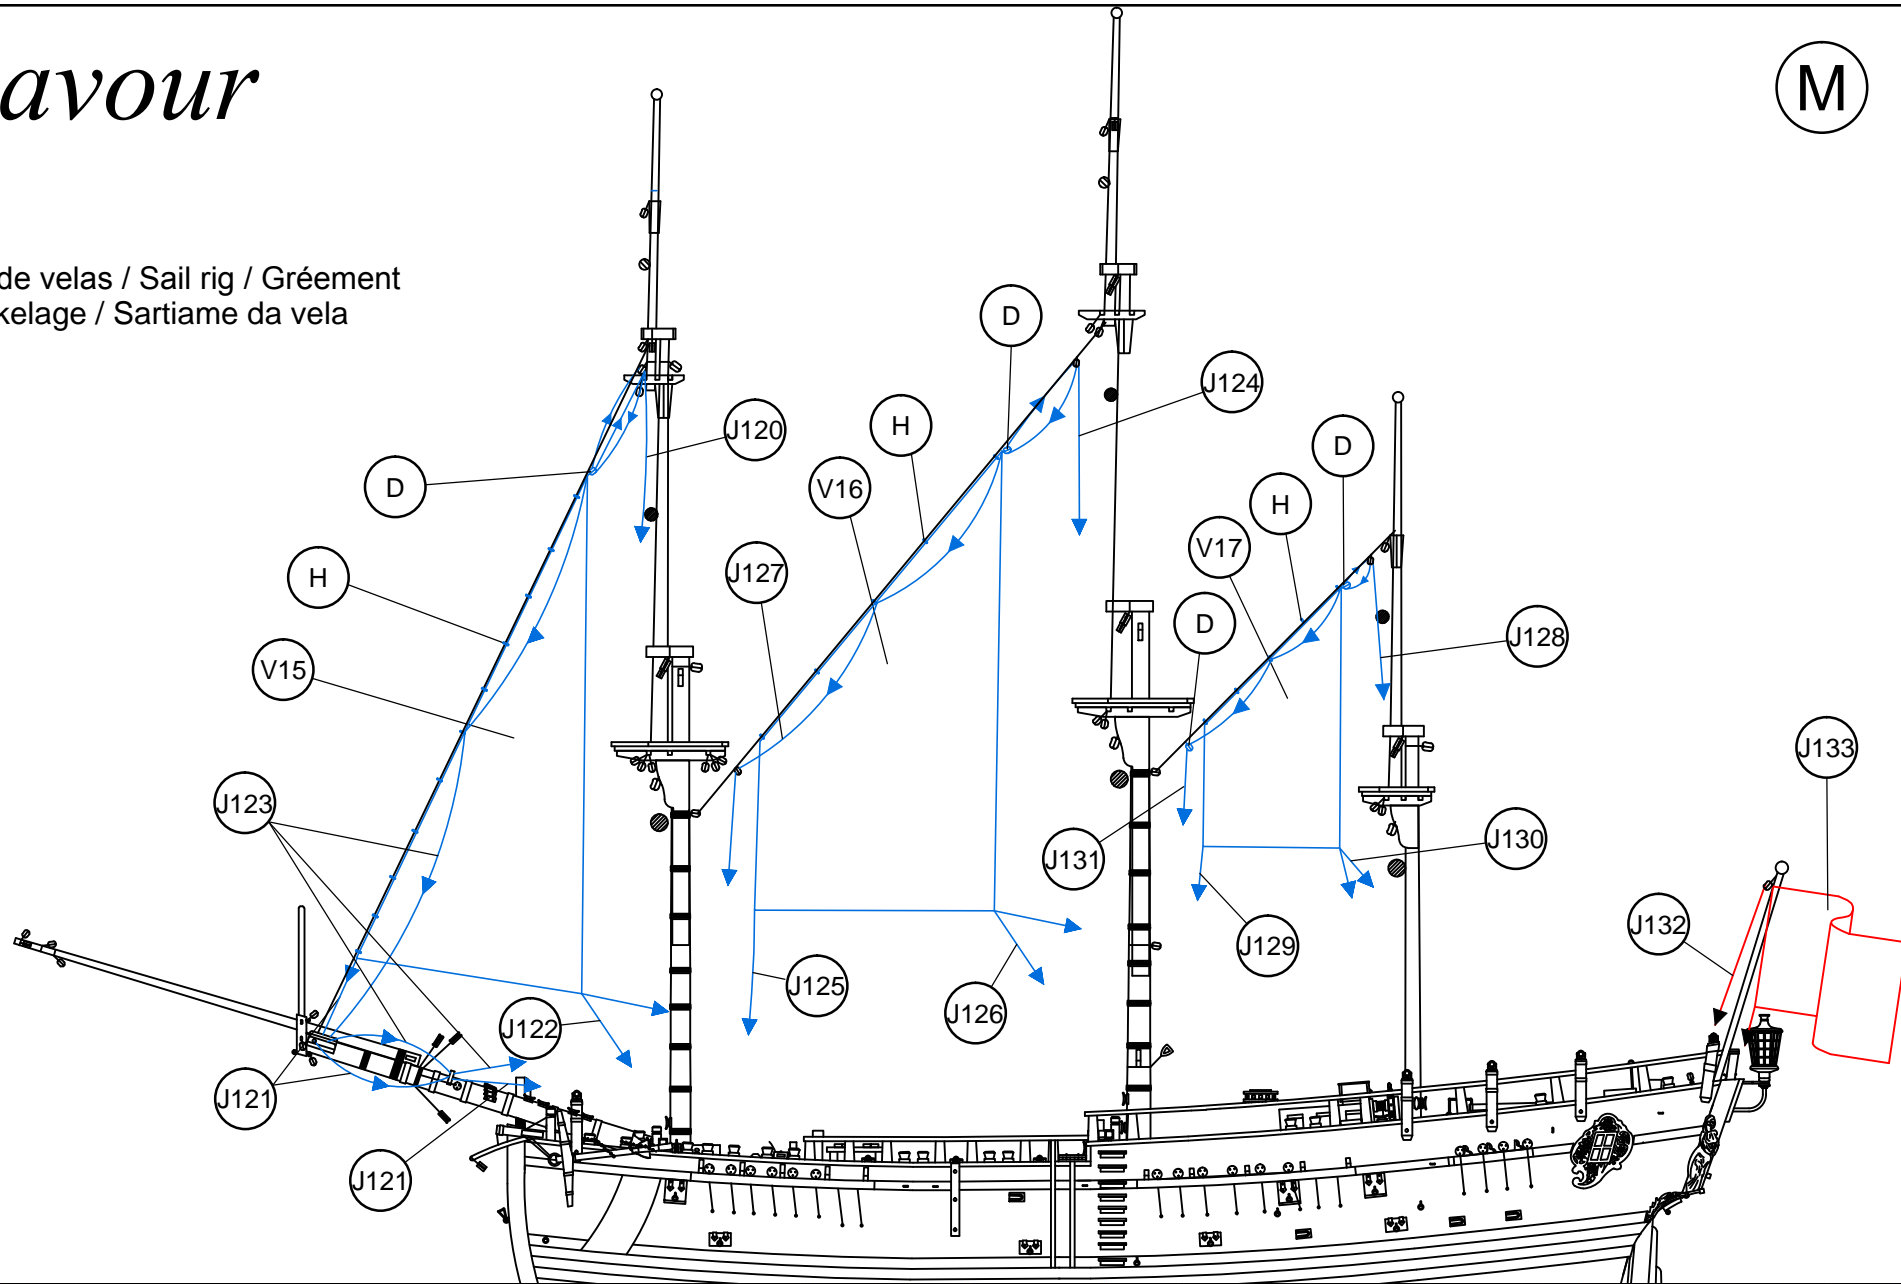 avour
M
de velas / Sail rig / Gréement
kelage / Sartiame da vela
D
J124
J120
H
D
D
V16
H
V17
J127
H
D
J128
V15
J133
J123
J130
J131
J132
J129
J125
J126
J122
J121
J121